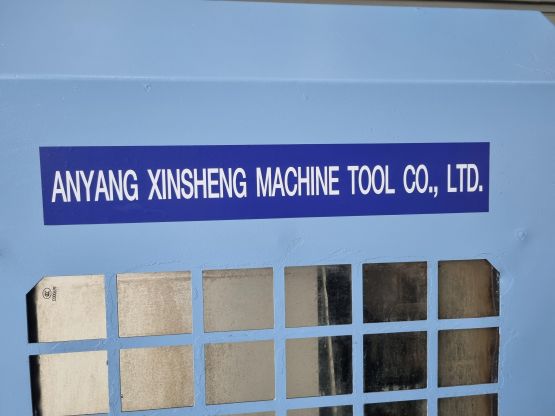 ANYANG XINSHENG MACHINE TOOL CO., LTD.